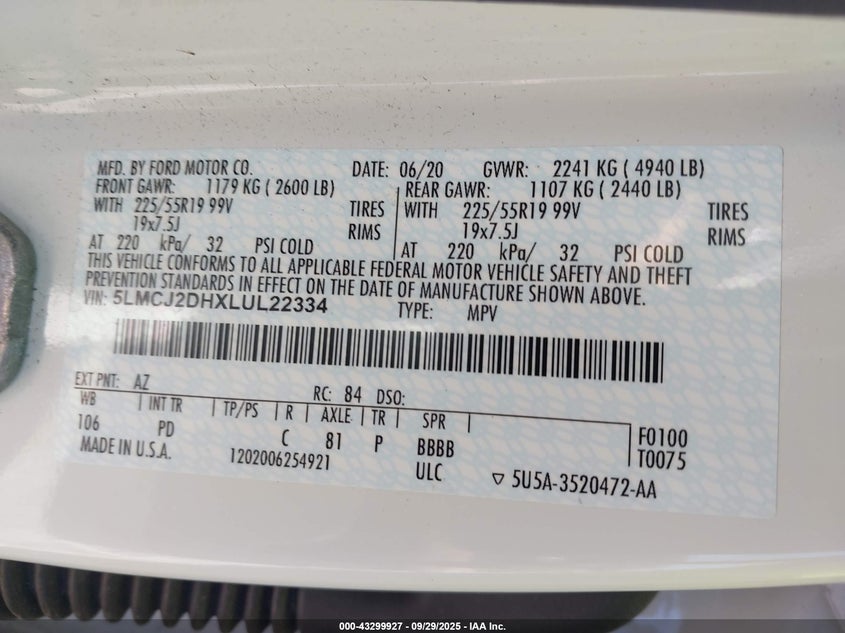 MFD. BY FORD MOTOR CO. DATE: 06/20 GVWR: 2241 KG ( 4940 LB)
FRONT GAWR: 1179 KG ( 2600 LB) REAR GAWR: 1107 KG ( 2440 LB)
WITH 225/55R19 99V TIRES WITH 225/55R19 99V TIRES
19x7.5J RIMS 19x7.5J RIMS
AT 220 kPa/ 32 PSI COLD AT 220 kPa/ 32 PSI COLD
THIS VEHICLE CONFORMS TO ALL APPLICABLE FEDERAL MOTOR VEHICLE SAFETY AND THEFT
PREVENTION STANDARDS IN EFFECT ON THE DATE OF MANUFACTURE SHOWN ABOVE.
VIN: 5LMCJ2DHXLUL22334 TYPE: MPV
EXT PNT: AZ RC: 84 DSO:
WB INT TR TP/PS R AXLE TR SPR
106 PD C 81 P BBBB F0100
MADE IN U.S.A. 1202006254921 ULC T0075
5U5A-3520472-AA
000-43299927 - 09/29/2025 - IAA Inc.